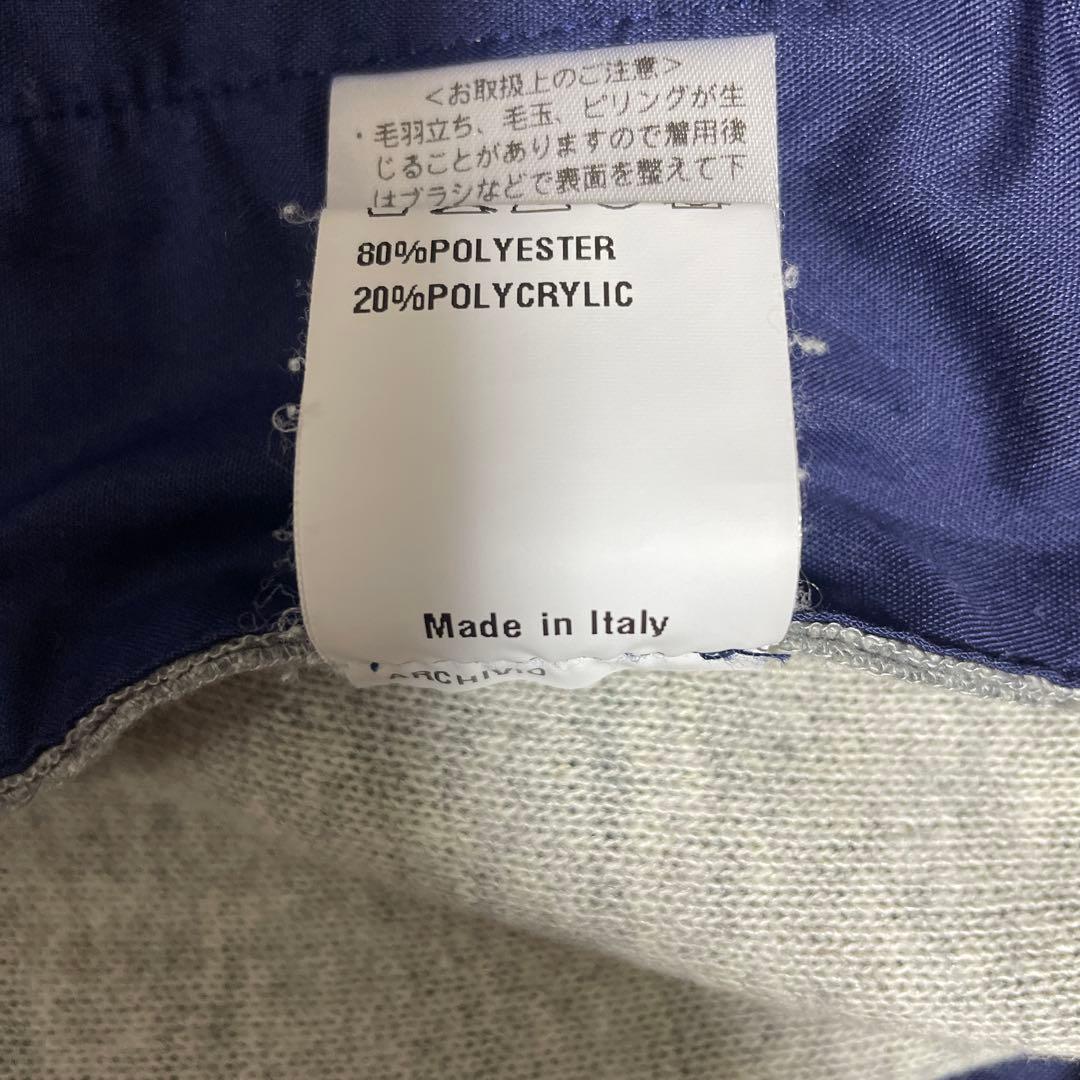 <お取扱上のご注意>
・毛羽立ち、毛玉、ピリングが生
じることがありますので着用後
はブラシなどで表面を整えて下
80%POLYESTER
20%POLYCRYLIC
Made in Italy
ARCHIVIO